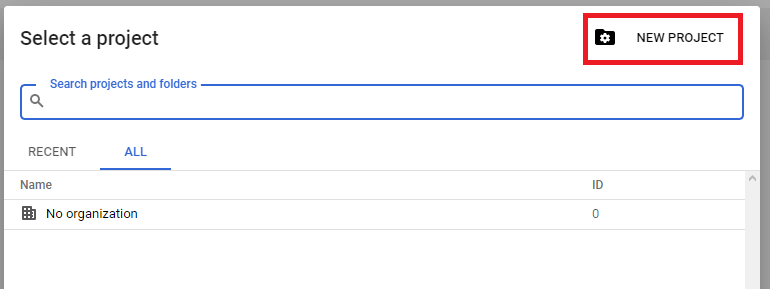 Select a project
NEW PROJECT
Search projects and folders
RECENT
ALL
Name
ID
No organization
0